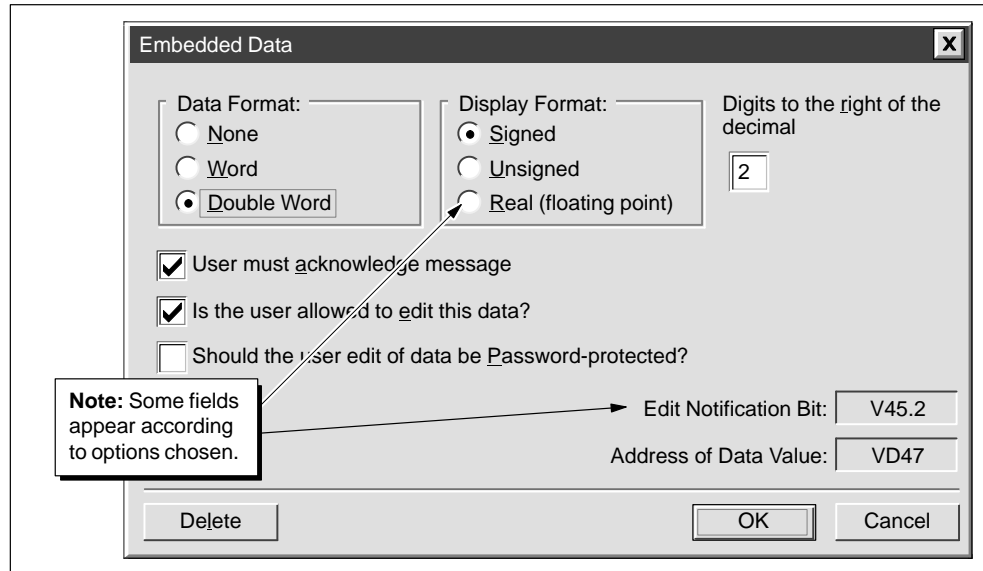 Embedded Data
X
Data Format:
None
Word
Double Word
Display Format:
Signed
Unsigned
Real (floating point)
Digits to the right of the
decimal
2
User must acknowledge message
Is the user allowed to edit this data?
Should the user edit of data be Password-protected?
Note: Some fields
appear according
to options chosen.
Edit Notification Bit: V45.2
Address of Data Value: VD47
Delete
OK
Cancel